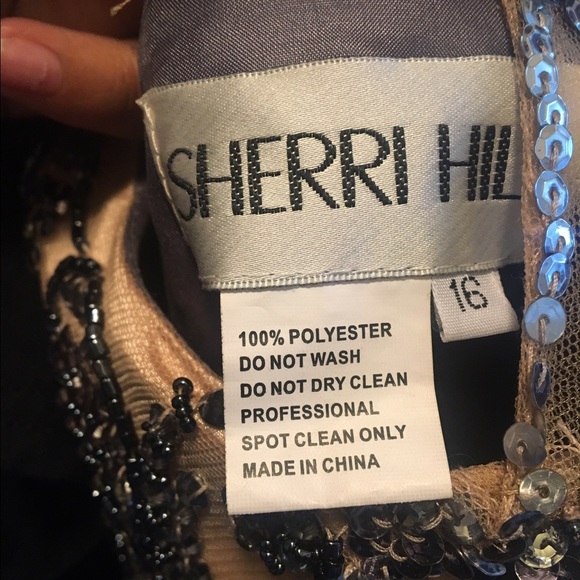 SHERRI HIL
16
100% POLYESTER
DO NOT WASH
DO NOT DRY CLEAN
PROFESSIONAL
SPOT CLEAN ONLY
MADE IN CHINA